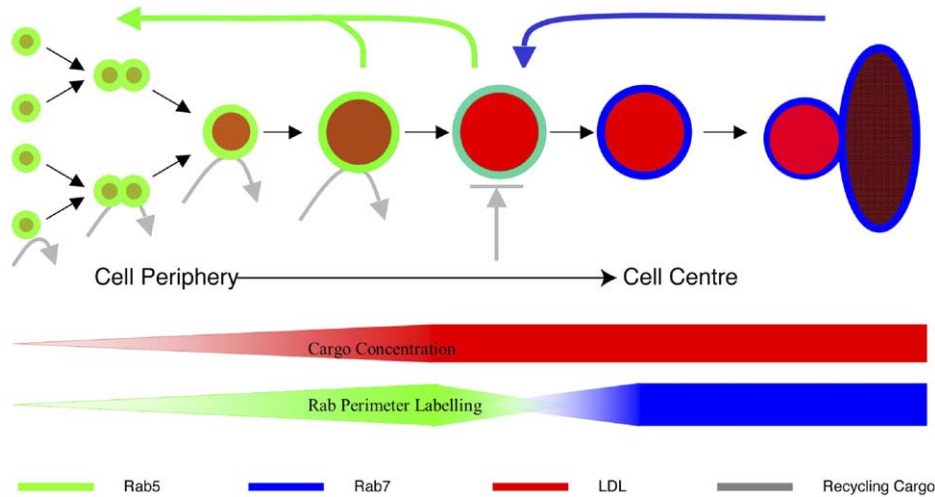 Cell Periphery
Cell Centre
Cargo Concentration
Rab Perimeter Labelling
Rab5
Rab7
LDL
Recycling Cargo